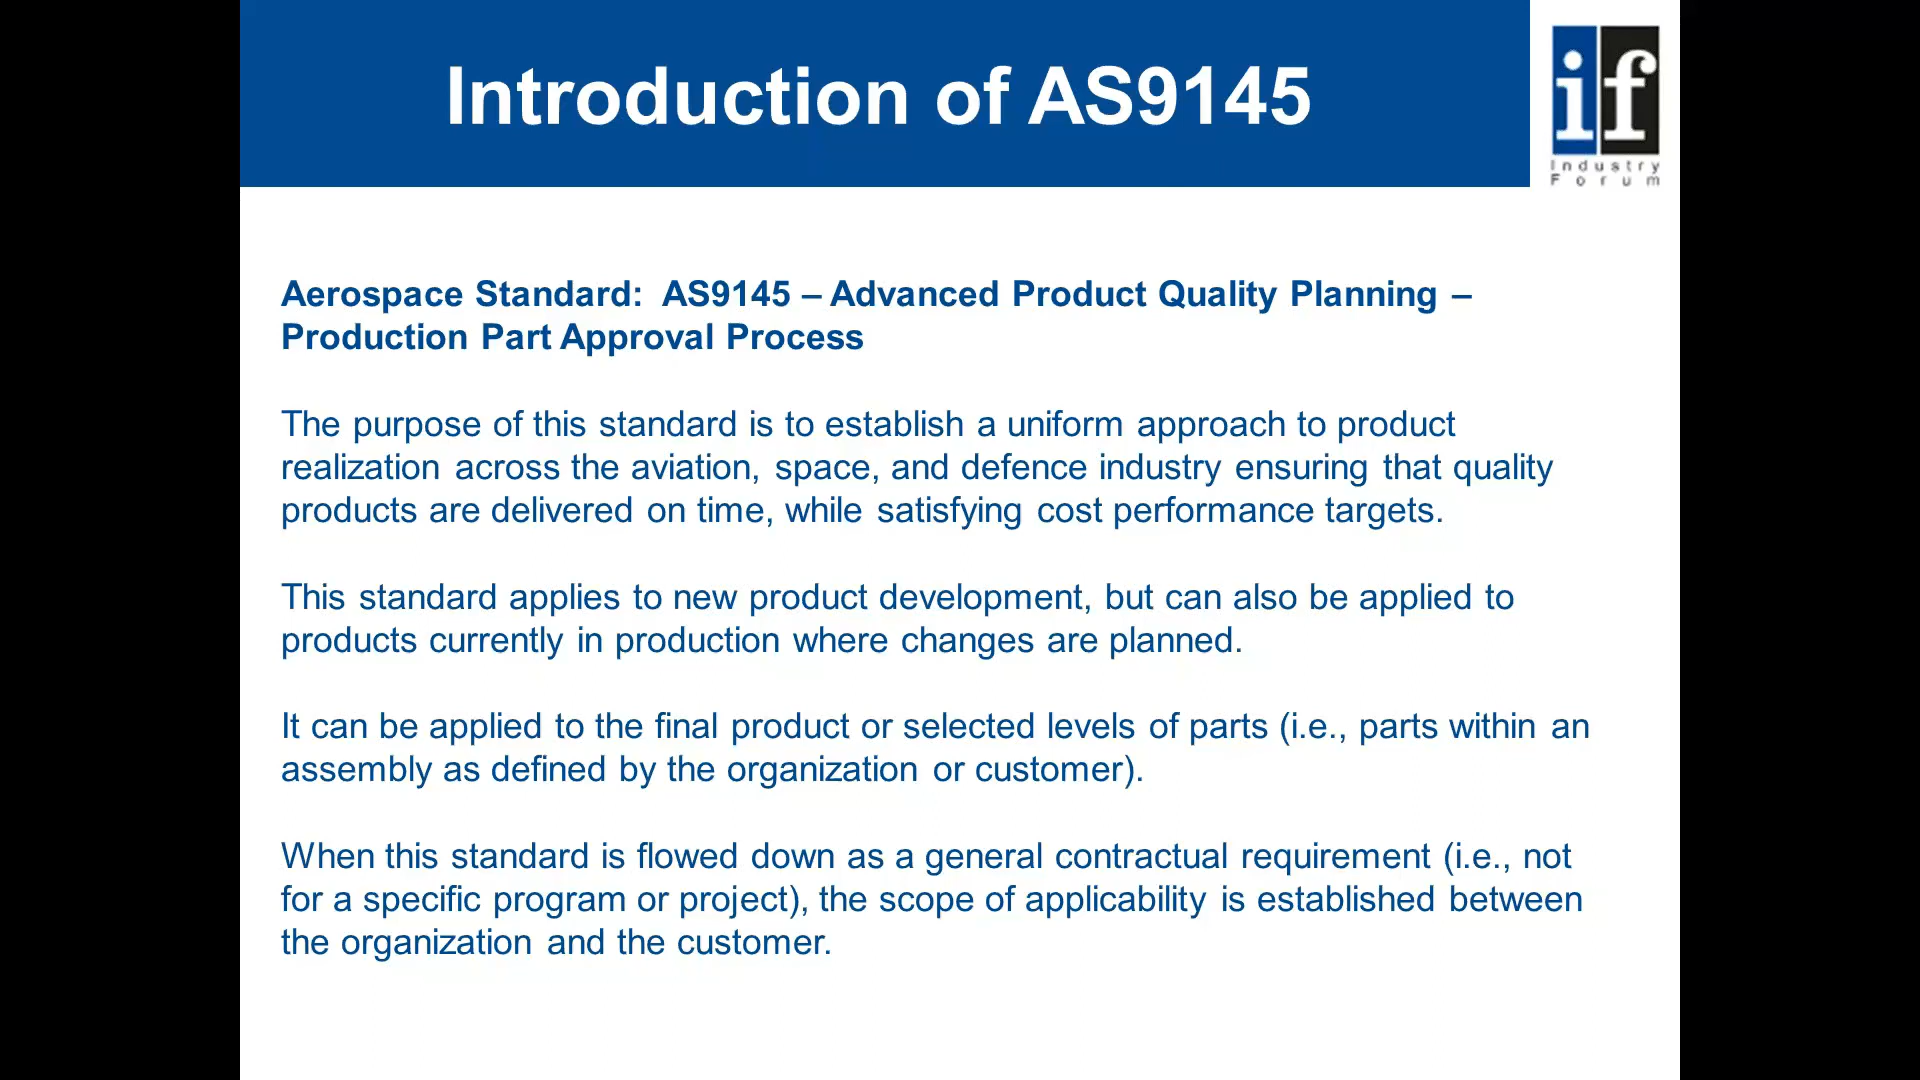 Introduction of AS9145
if
Industry
Forum
Aerospace Standard: AS9145 – Advanced Product Quality Planning –
Production Part Approval Process
The purpose of this standard is to establish a uniform approach to product
realization across the aviation, space, and defence industry ensuring that quality
products are delivered on time, while satisfying cost performance targets.
This standard applies to new product development, but can also be applied to
products currently in production where changes are planned.
It can be applied to the final product or selected levels of parts (i.e., parts within an
assembly as defined by the organization or customer).
When this standard is flowed down as a general contractual requirement (i.e., not
for a specific program or project), the scope of applicability is established between
the organization and the customer.